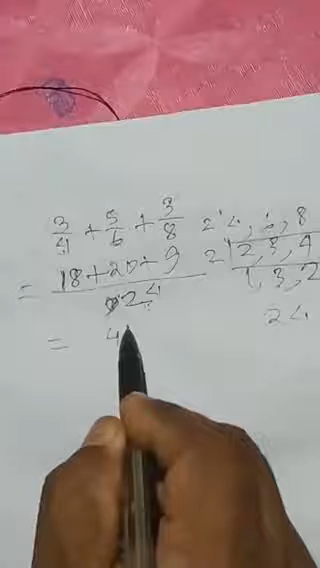 3/4 + 5/6 + 3/8
2 | 4, 6, 8
= 18+20+9 / 24
2 | 2, 3, 4
1, 3, 2
= 4
24